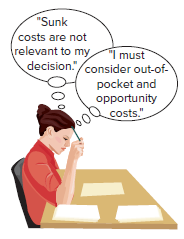 "Sunk
costs are not
relevant to my
decision."
"I must
consider out-of-
pocket and
opportunity
costs."